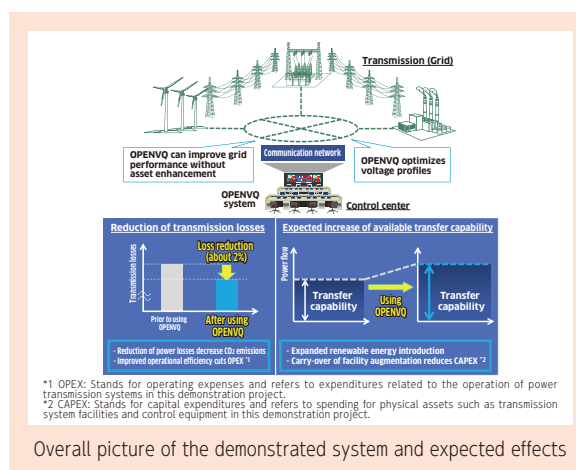 Transmission (Grid)
OPENVQ can improve grid
performance without
asset enhancement
Communication network
OPENVQ optimizes
voltage profiles
OPENVQ
system
Control center
Reduction of transmission losses
Transmission losses
Loss reduction
(about 2%)
Prior to using
OPENVQ
After using
OPENVQ
- Reduction of power losses decrease CO₂ emissions
- Improved operational efficiency cuts OPEX *1
Expected increase of available transfer capability
Power flow
Transfer
capability
Using
OPENVQ
Transfer
capability
- Expanded renewable energy introduction
- Carry-over of facility augmentation reduces CAPEX *2
*1 OPEX: Stands for operating expenses and refers to expenditures related to the operation of power
transmission systems in this demonstration project.
*2 CAPEX: Stands for capital expenditures and refers to spending for physical assets such as transmission
system facilities and control equipment in this demonstration project.
Overall picture of the demonstrated system and expected effects